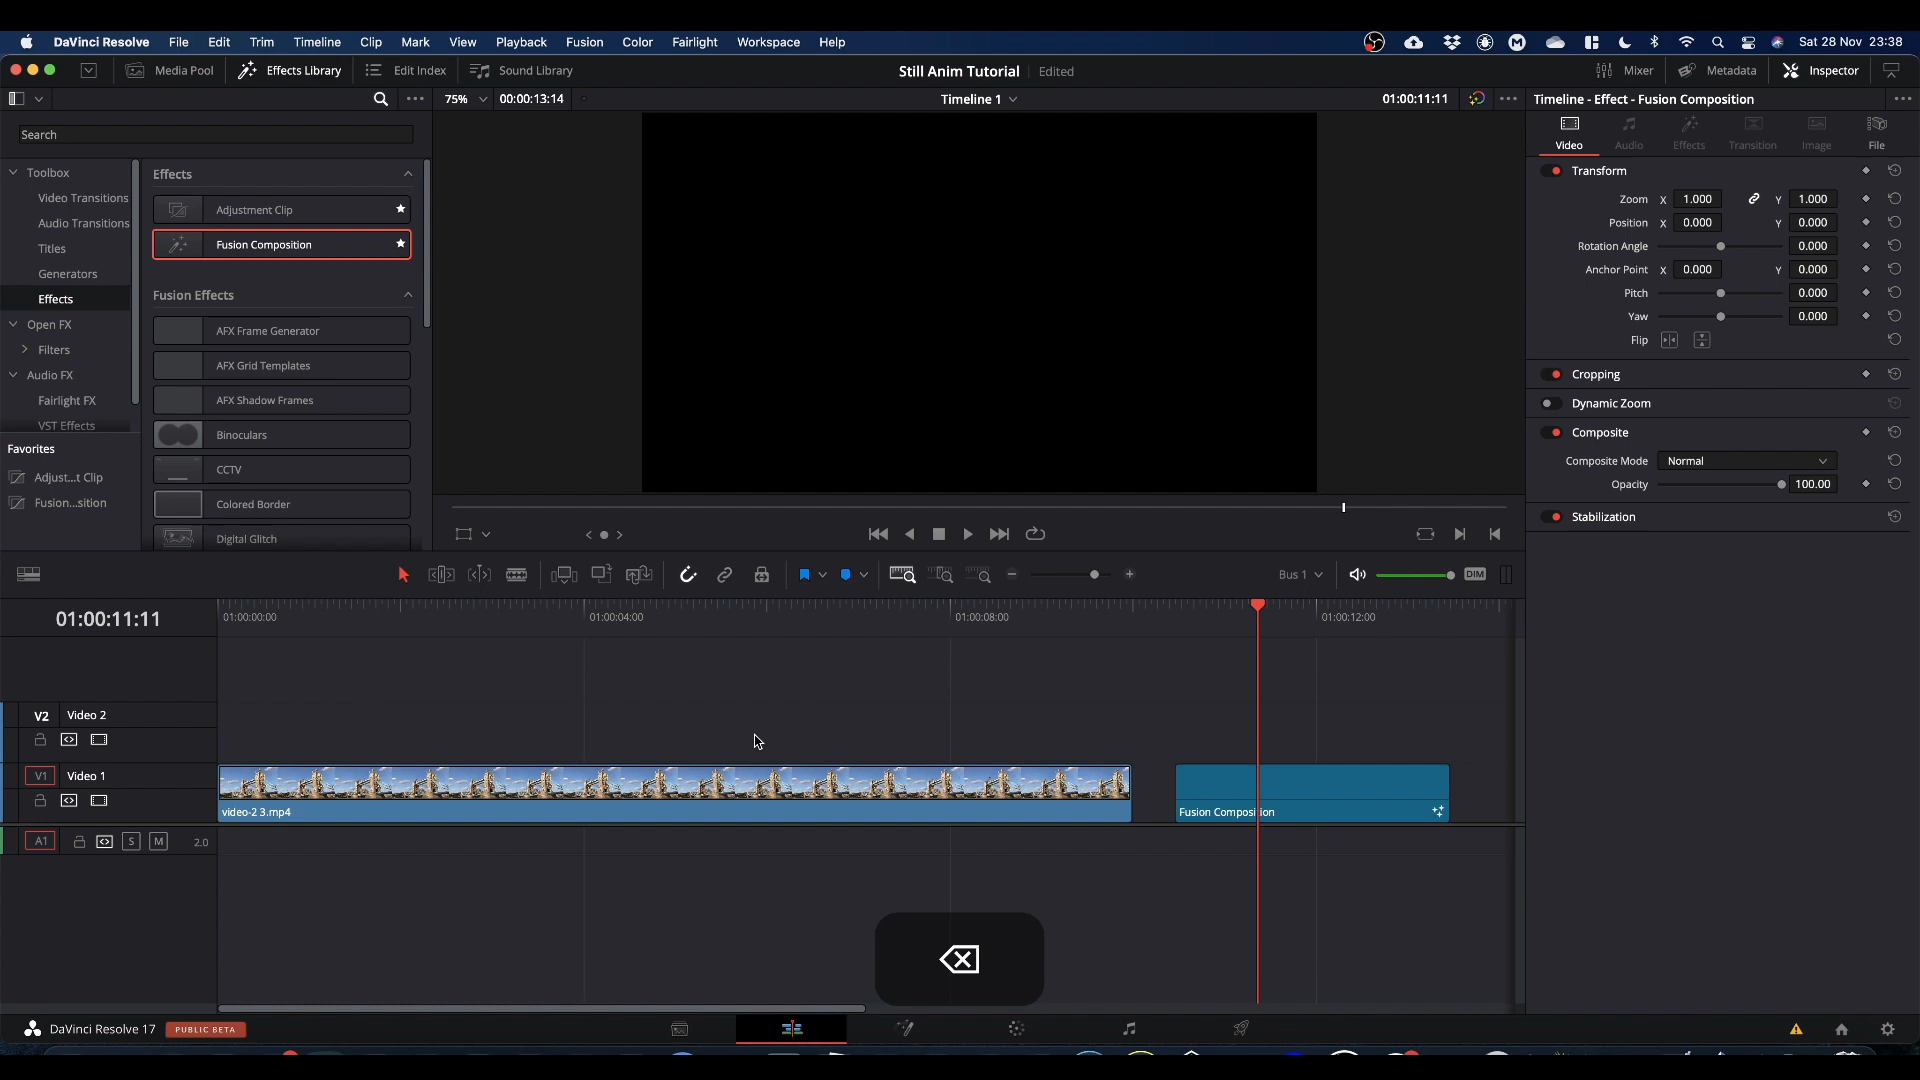 DaVinci Resolve File Edit Trim Timeline Clip Mark View Playback Fusion Color Fairlight Workspace Help Sat 28 Nov 23:38
Media Pool Effects Library Edit Index Sound Library Still Anim Tutorial Edited Mixer Metadata Inspector
75% 00:00:13:14 Timeline 1 01:00:11:11 Timeline - Effect - Fusion Composition
Search
Video Audio Effects Transition Image File
Toolbox
Video Transitions
Audio Transitions
Titles
Generators
Effects
Open FX
Filters
Audio FX
Fairlight FX
VST Effects
Favorites
Adjust...t Clip
Fusion...sition
Effects
Adjustment Clip
Fusion Composition
Fusion Effects
AFX Frame Generator
AFX Grid Templates
AFX Shadow Frames
Binoculars
CCTV
Colored Border
Digital Glitch
Transform
Zoom X 1.000 Y 1.000
Position X 0.000 Y 0.000
Rotation Angle 0.000
Anchor Point X 0.000 Y 0.000
Pitch 0.000
Yaw 0.000
Flip
Cropping
Dynamic Zoom
Composite
Composite Mode Normal
Opacity 100.00
Stabilization
Bus 1 DIM
01:00:11:11 01:00:00:00 01:00:04:00 01:00:08:00 01:00:12:00
V2 Video 2
V1 Video 1
video-2 3.mp4 Fusion Composition
A1 S M 2.0
DaVinci Resolve 17 PUBLIC BETA